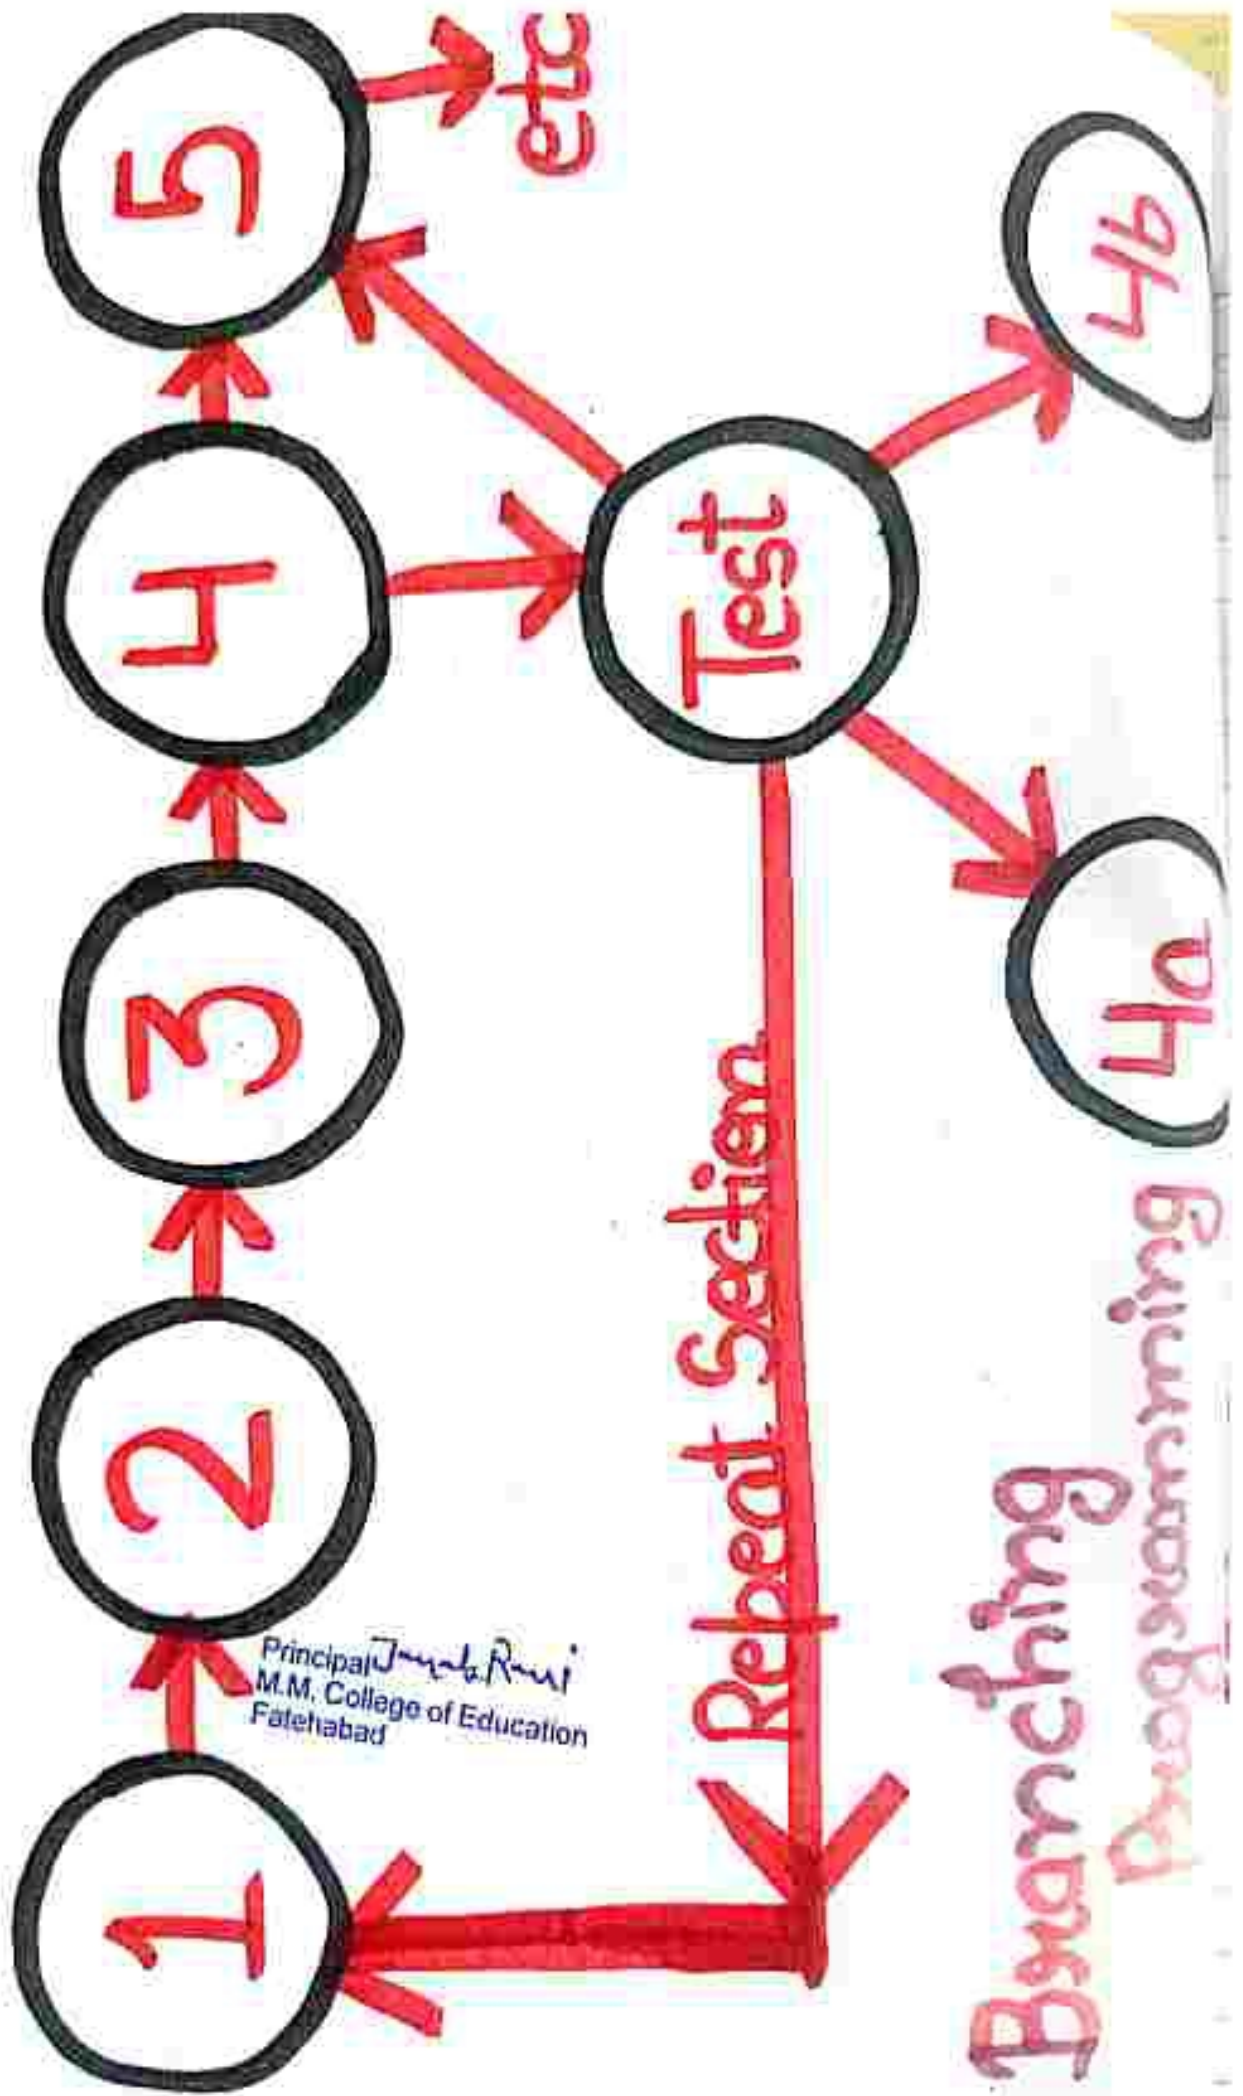 1
2
3
4
5
etc
Principal
M.M. College of Education
Fatehabad
Test
Repeat Section
4a
4b
Branching
Programming